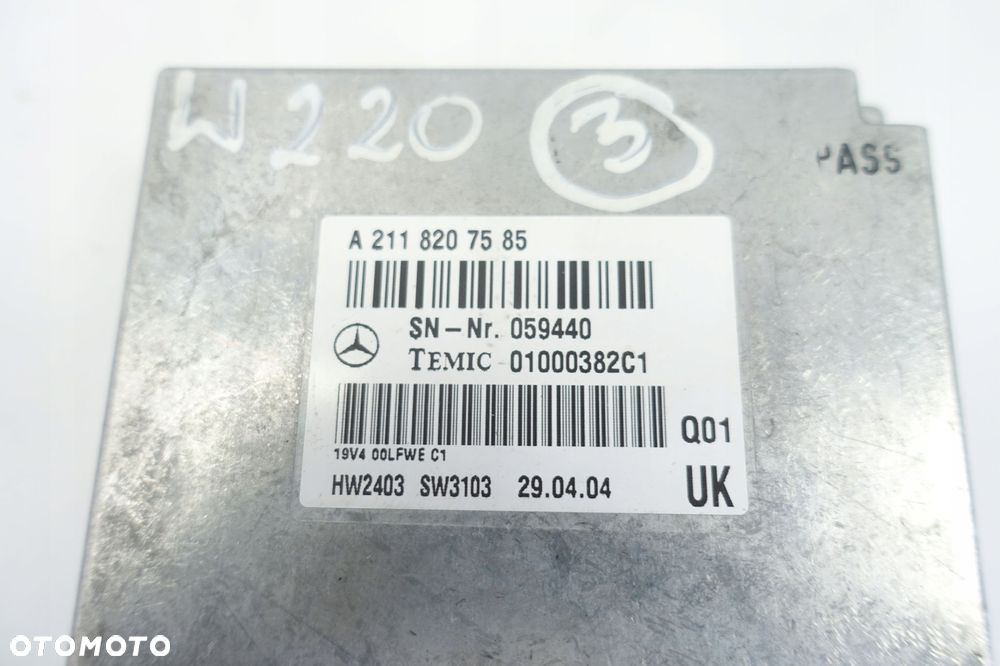 W220 3
PASS
A 211 820 75 85
SN-Nr. 059440
TEMIC 01000382C1
Q01
19V4 00LFWE C1
HW2403 SW3103 29.04.04 UK
OTOMOTO